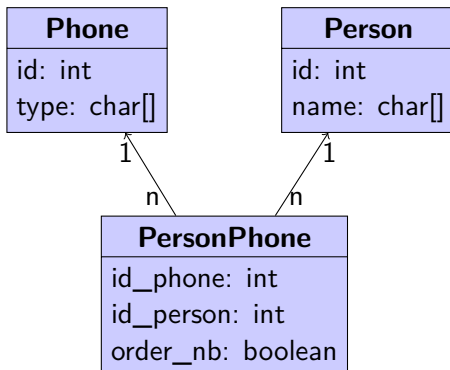 Phone
id: int
type: char[]
Person
id: int
name: char[]
1
1
n
n
PersonPhone
id_phone: int
id_person: int
order_nb: boolean